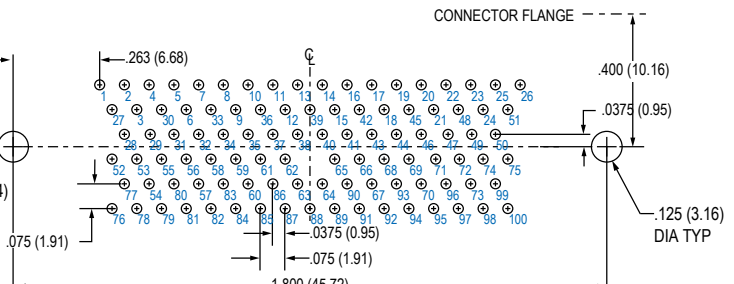 CONNECTOR FLANGE
.263 (6.68)
℄
.400 (10.16)
1 2 4 5 7 8 10 11 13 14 16 17 19 20 22 23 25 26
.0375 (0.95)
27 3 30 6 33 9 36 12 39 15 42 18 45 21 48 24 51
28 29 31 32 34 35 37 38 40 41 43 44 46 47 49 50
52 53 55 56 58 59 61 62 65 66 68 69 71 72 74 75
4)
77 54 80 57 83 60 86 63 64 90 67 93 70 96 73 99
76 78 79 81 82 84 85 87 88 89 91 92 94 95 97 98 100
.125 (3.16)
DIA TYP
.075 (1.91)
.0375 (0.95)
.075 (1.91)
1.800 (45.72)